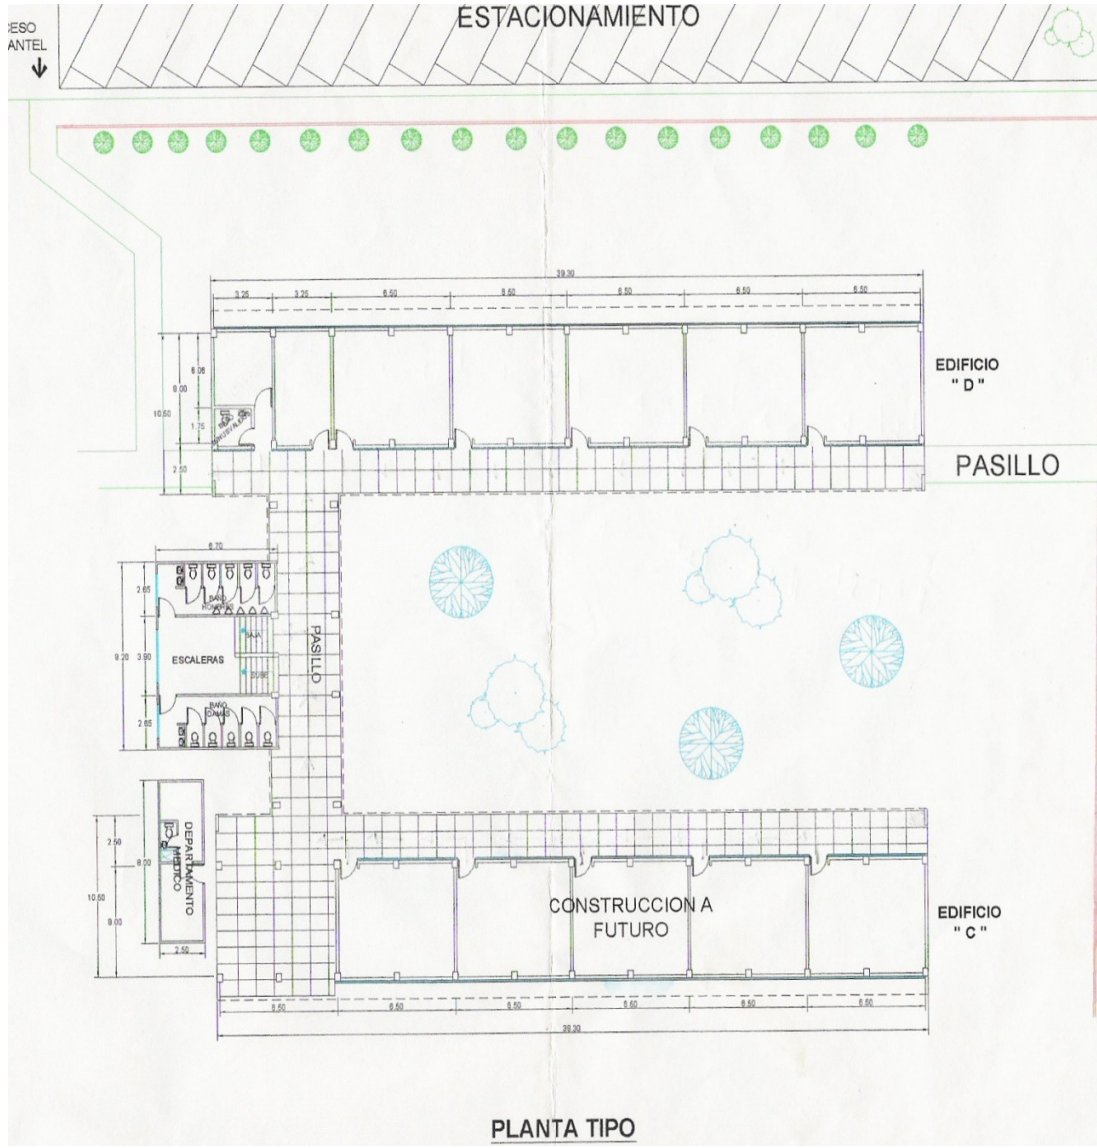 ESTACIONAMIENTO
CESO
ANTEL
39.30
3.25 3.25 6.50 6.50 6.50 6.50 6.50
6.05
9.00
10.50
1.75
2.50
EDIFICIO
" D "
PASILLO
6.70
2.65
BAÑO
HOMBRES
BAJA
9.20
3.90
ESCALERAS
SUBE
PASILLO
BAÑO
DAMAS
2.65
DEPARTAMENTO
MEDICO
2.50
8.00
10.50
8.00
2.50
CONSTRUCCION A
FUTURO
EDIFICIO
" C "
6.50 6.50 6.50 6.50 6.50 6.50
39.30
PLANTA TIPO